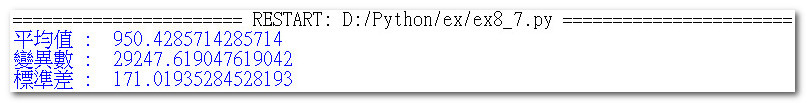 ======================= RESTART: D:/Python/ex/ex8_7.py =======================
平均值 :  950.4285714285714
變異數 :  29247.619047619042
標準差 :  171.01935284528193